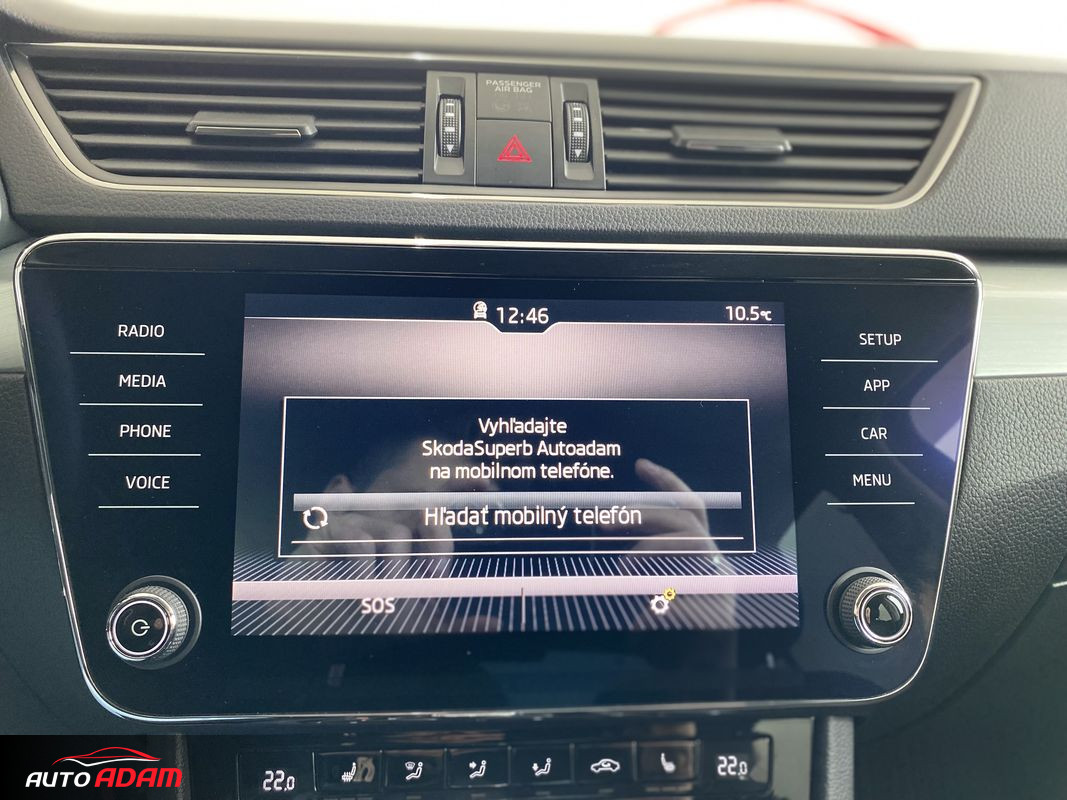 PASSENGER
AIR BAG
12:46
10.5°C
RADIO
MEDIA
PHONE
VOICE
SETUP
APP
CAR
MENU
Vyhľadajte
SkodaSuperb Autoadam
na mobilnom telefóne.
Hľadať mobilný telefón
SOS
22.0
22.0
AUTO ADAM